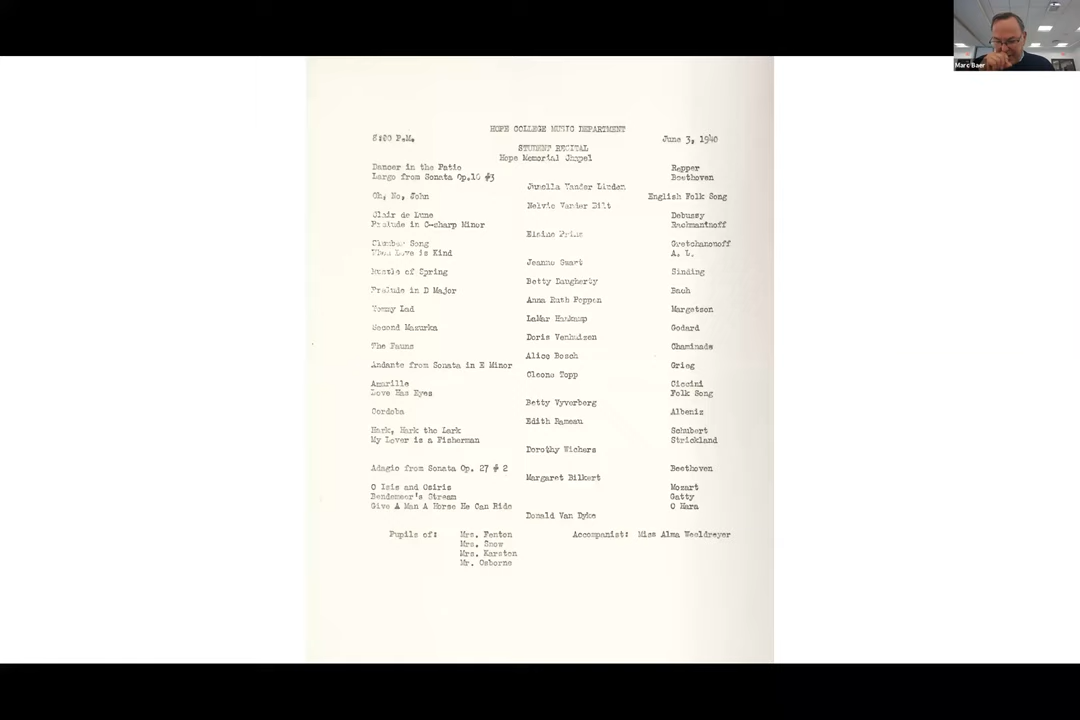 Marc Baer
HOPE COLLEGE MUSIC DEPARTMENT
8:00 P.M. June 3, 1940
STUDENT RECITAL
Hope Memorial Chapel
Dancer in the Patio Repper
Largo from Sonata Op.10 #3 Beethoven
Junella Vander Linden
Oh, No, John English Folk Song
Nelvie Vander Bilt
Clair de Lune Debussy
Prelude in C-sharp Minor Rachmaninoff
Elaine Prins
Slumber Song Gretchanouff
When Love is Kind A. L.
Jeanne Swart
Rustle of Spring Sinding
Betty Daugherty
Prelude in D Major Bach
Anna Ruth Poppen
Tommy Lad Margetson
LaMar
Second Mazurka Godard
Doris Venhuizen
The Fauns Chaminade
Alice Bosch
Andante from Sonata in E Minor Grieg
Cleone Topp
Amarille Ciccini
Love Has Eyes Folk Song
Betty Vyverberg
Cordoba Albeniz
Edith Rameau
Hark, Hark the Lark Schubert
My Lover is a Fisherman Strickland
Dorothy Wichers
Adagio from Sonata Op. 27 # 2 Beethoven
Margaret Bilkert
O Isis and Osiris Mozart
Bendemeer's Stream Gatty
Give A Man A Horse He Can Ride O Hara
Donald Van Dyke
Pupils of: Mrs. Fenton Accompanist: Miss Alma Weeldreyer
Mrs. Snow
Mrs. Karsten
Mr. Osborne